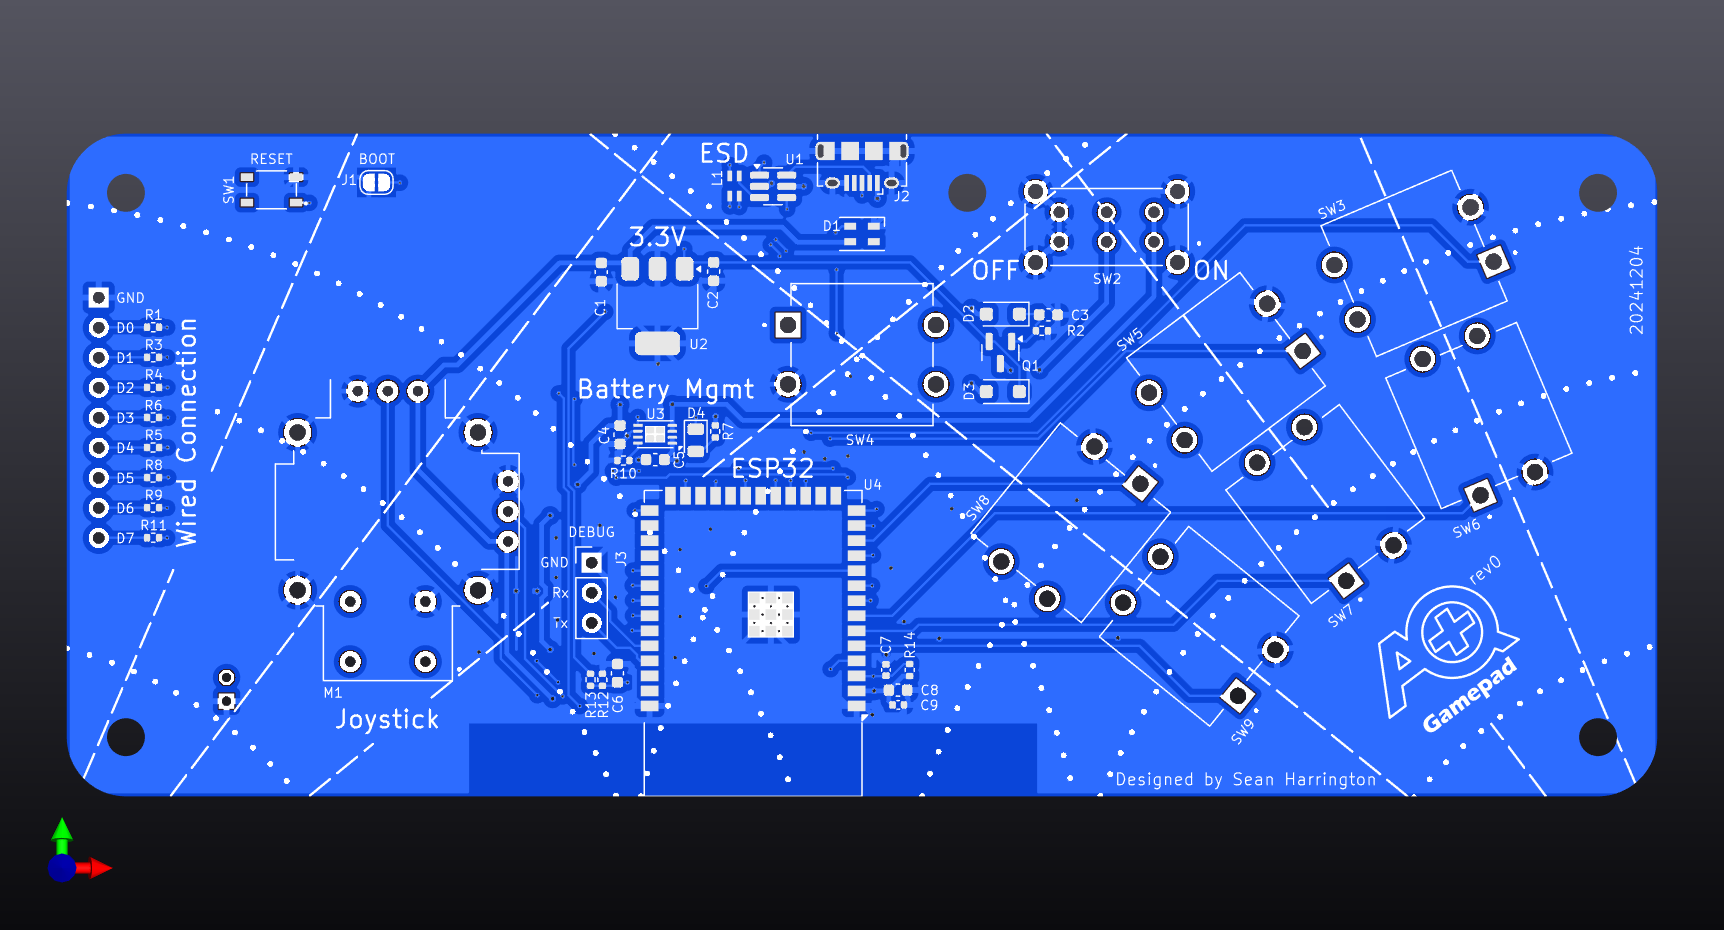 ESD
U1
RESET
BOOT
J1
L1
SW1
J2
SW3
D1
3.3V
OFF
ON
SW2
20241204
C1
C2
GND
D0
D1
D2
D3
D4
D5
D6
D7
R1
R3
R4
R6
R5
R8
R9
R11
Wired Connection
D2
C3
R2
Q1
D3
U2
SW5
Battery Mgmt
U3
D4
C4
R7
C5
R10
SW4
ESP32
U4
SW8
SW6
DEBUG
GND
Rx
Tx
J3
rev0
SW7
C7
R14
C8
C9
R13
R12
C6
M1
Joystick
SW9
Gamepad
Designed by Sean Harrington